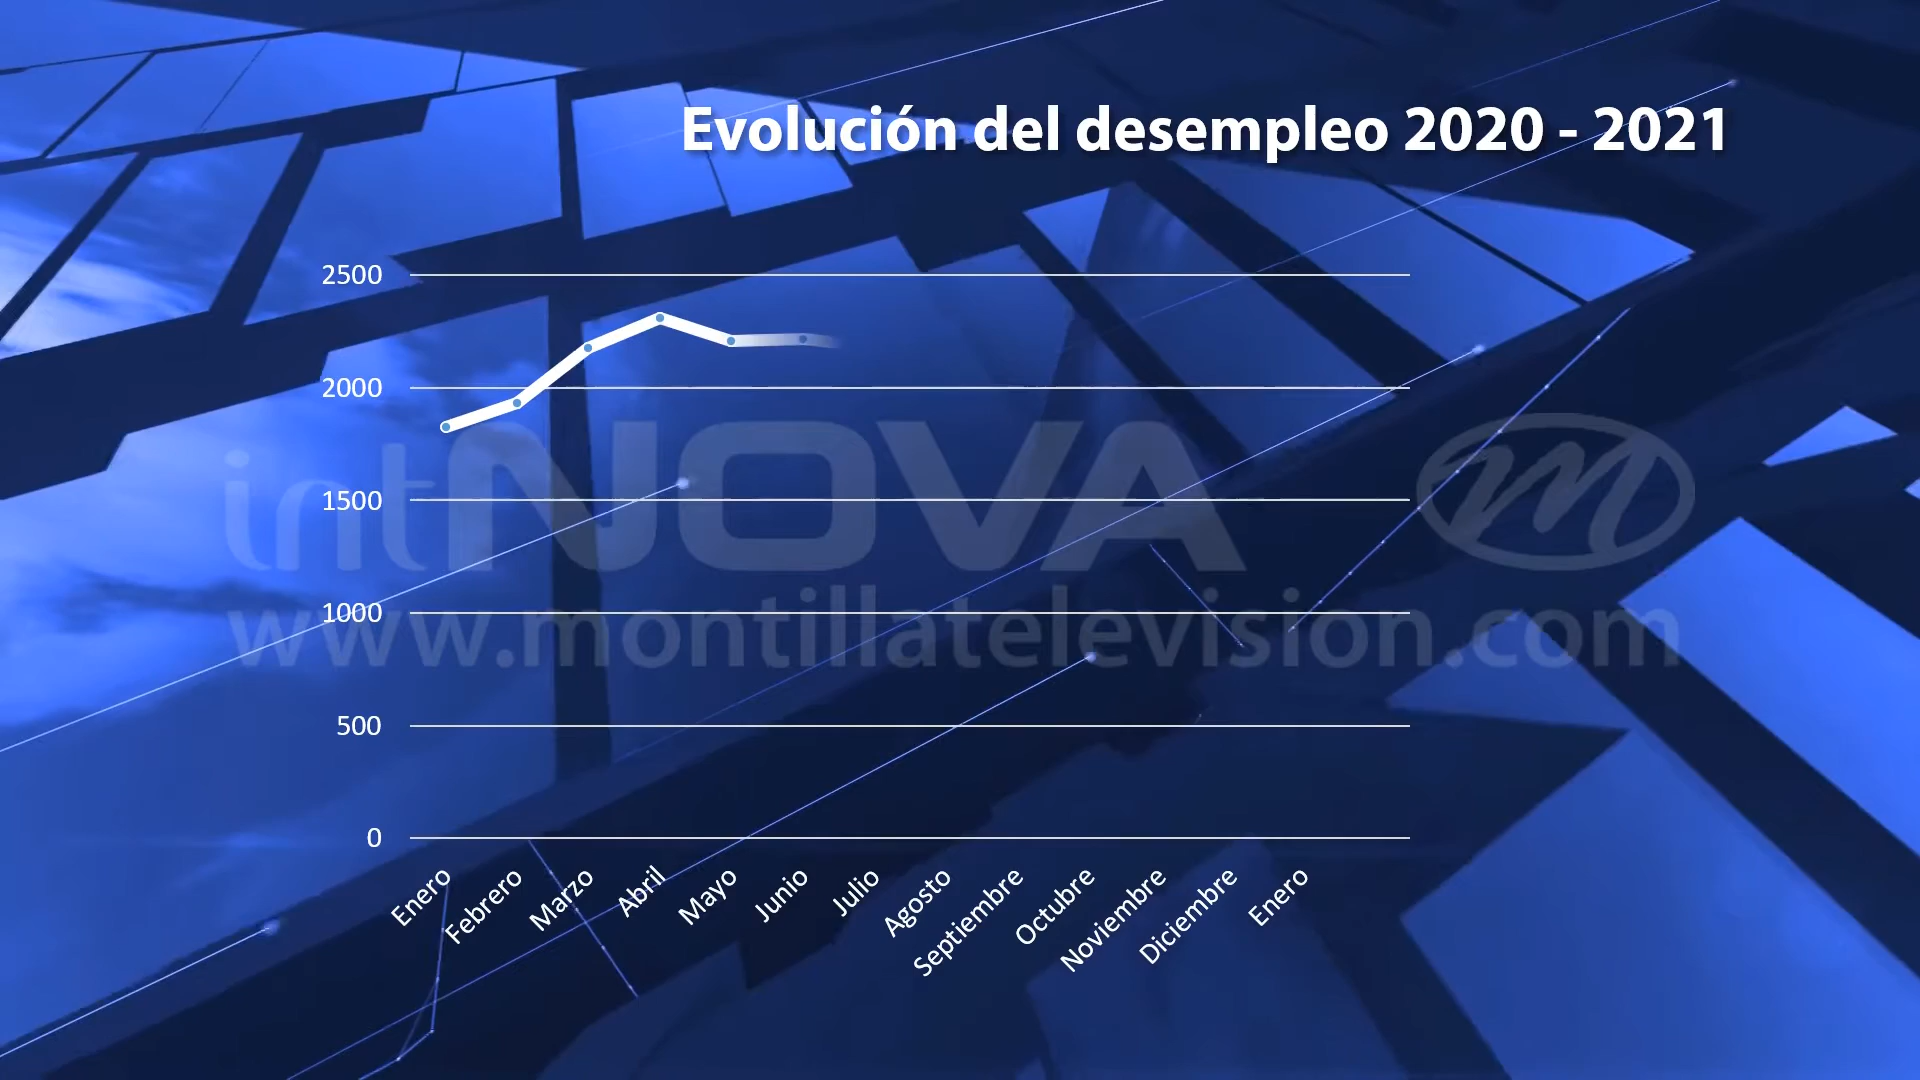 Evolución del desempleo 2020 - 2021
2500
2000
1500
1000
500
0
Enero
Febrero
Marzo
Abril
Mayo
Junio
Julio
Agosto
Septiembre
Octubre
Noviembre
Diciembre
Enero
intNOVA M
www.montillatelevision.com